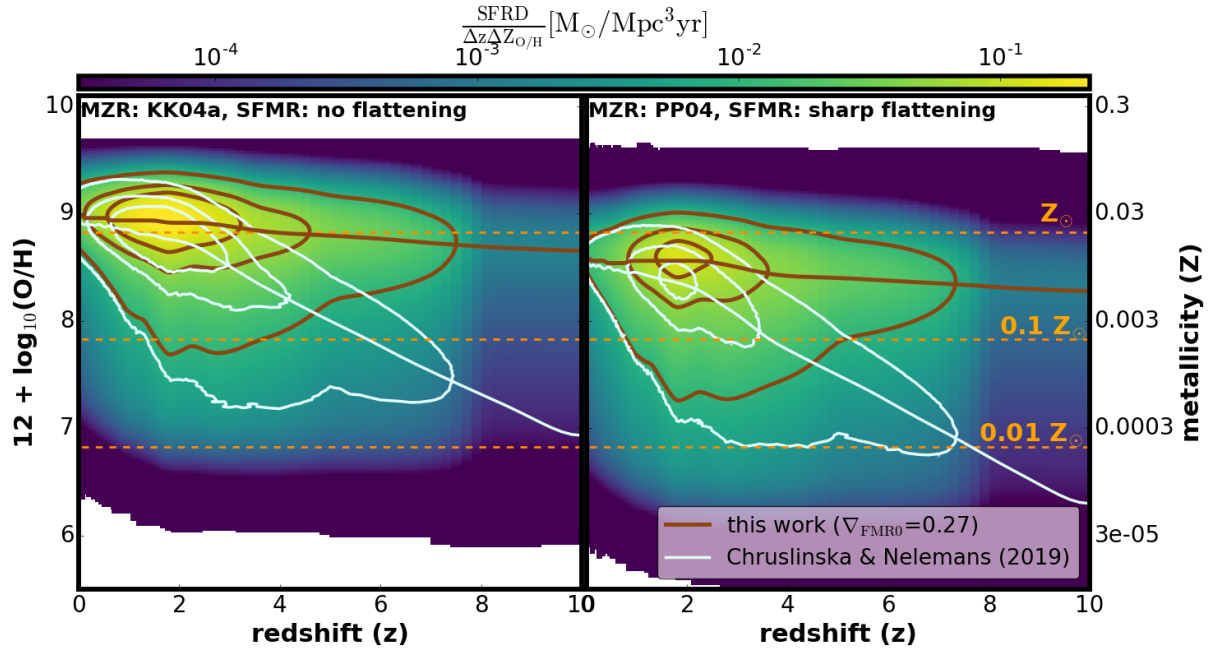 SFRD
ΔzΔZ_O/H [M⊙/Mpc³yr]
10⁻⁴ 10⁻³ 10⁻² 10⁻¹
MZR: KK04a, SFMR: no flattening
MZR: PP04, SFMR: sharp flattening
12 + log₁₀(O/H)
10
9
8
7
6
Z⊙
0.1 Z⊙
0.01 Z⊙
0.3
0.03
0.003
0.0003
3e-05
metallicity (Z)
this work (∇_FMR0=0.27)
Chruslinska & Nelemans (2019)
0 2 4 6 8 10
0 2 4 6 8 10
redshift (z)
redshift (z)